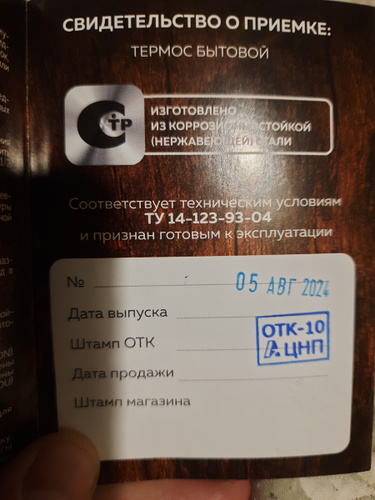 СВИДЕТЕЛЬСТВО О ПРИЕМКЕ:
ТЕРМОС БЫТОВОЙ
СтР
ИЗГОТОВЛЕНО
ИЗ КОРРОЗИОННОСТОЙКОЙ
(НЕРЖАВЕЮЩЕЙ) СТАЛИ
Соответствует техническим условиям
ТУ 14-123-93-04
и признан готовым к эксплуатации
№
05 АВГ 2024
Дата выпуска
Штамп ОТК
ОТК-10
ЦНП
Дата продажи
Штамп магазина